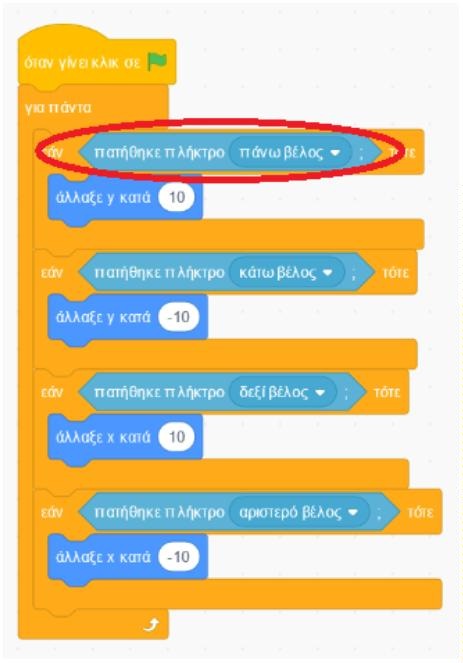 όταν γίνει κλικ σε
για πάντα
εάν πατήθηκε πλήκτρο πάνω βέλος ; τότε
άλλαξε y κατά 10
εάν πατήθηκε πλήκτρο κάτω βέλος ; τότε
άλλαξε y κατά -10
εάν πατήθηκε πλήκτρο δεξί βέλος ; τότε
άλλαξε x κατά 10
εάν πατήθηκε πλήκτρο αριστερό βέλος ; τότε
άλλαξε x κατά -10